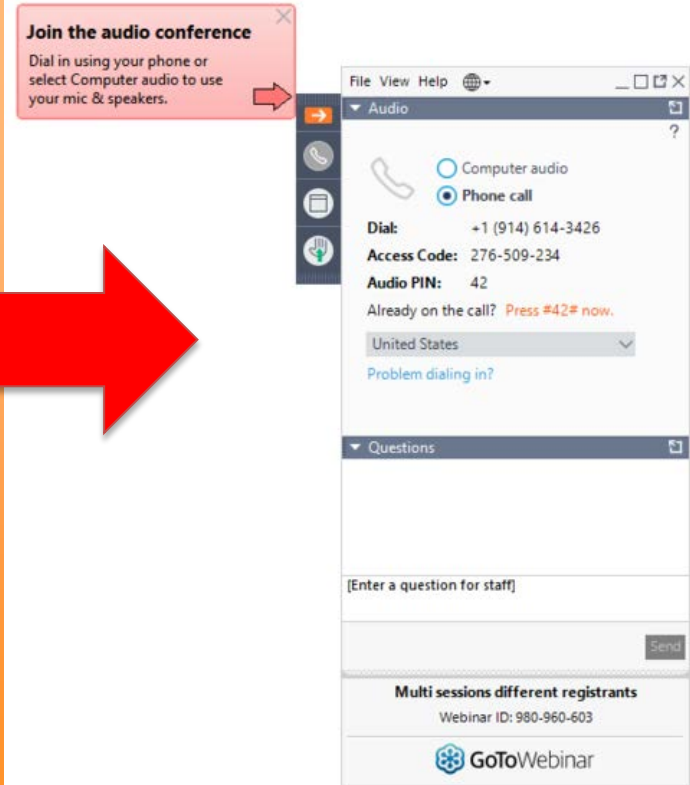 Join the audio conference
Dial in using your phone or
select Computer audio to use
your mic & speakers.
File View Help
Audio
?
Computer audio
Phone call
Dial: +1 (914) 614-3426
Access Code: 276-509-234
Audio PIN: 42
Already on the call? Press #42# now.
United States
Problem dialing in?
Questions
[Enter a question for staff]
Send
Multi sessions different registrants
Webinar ID: 980-960-603
GoToWebinar